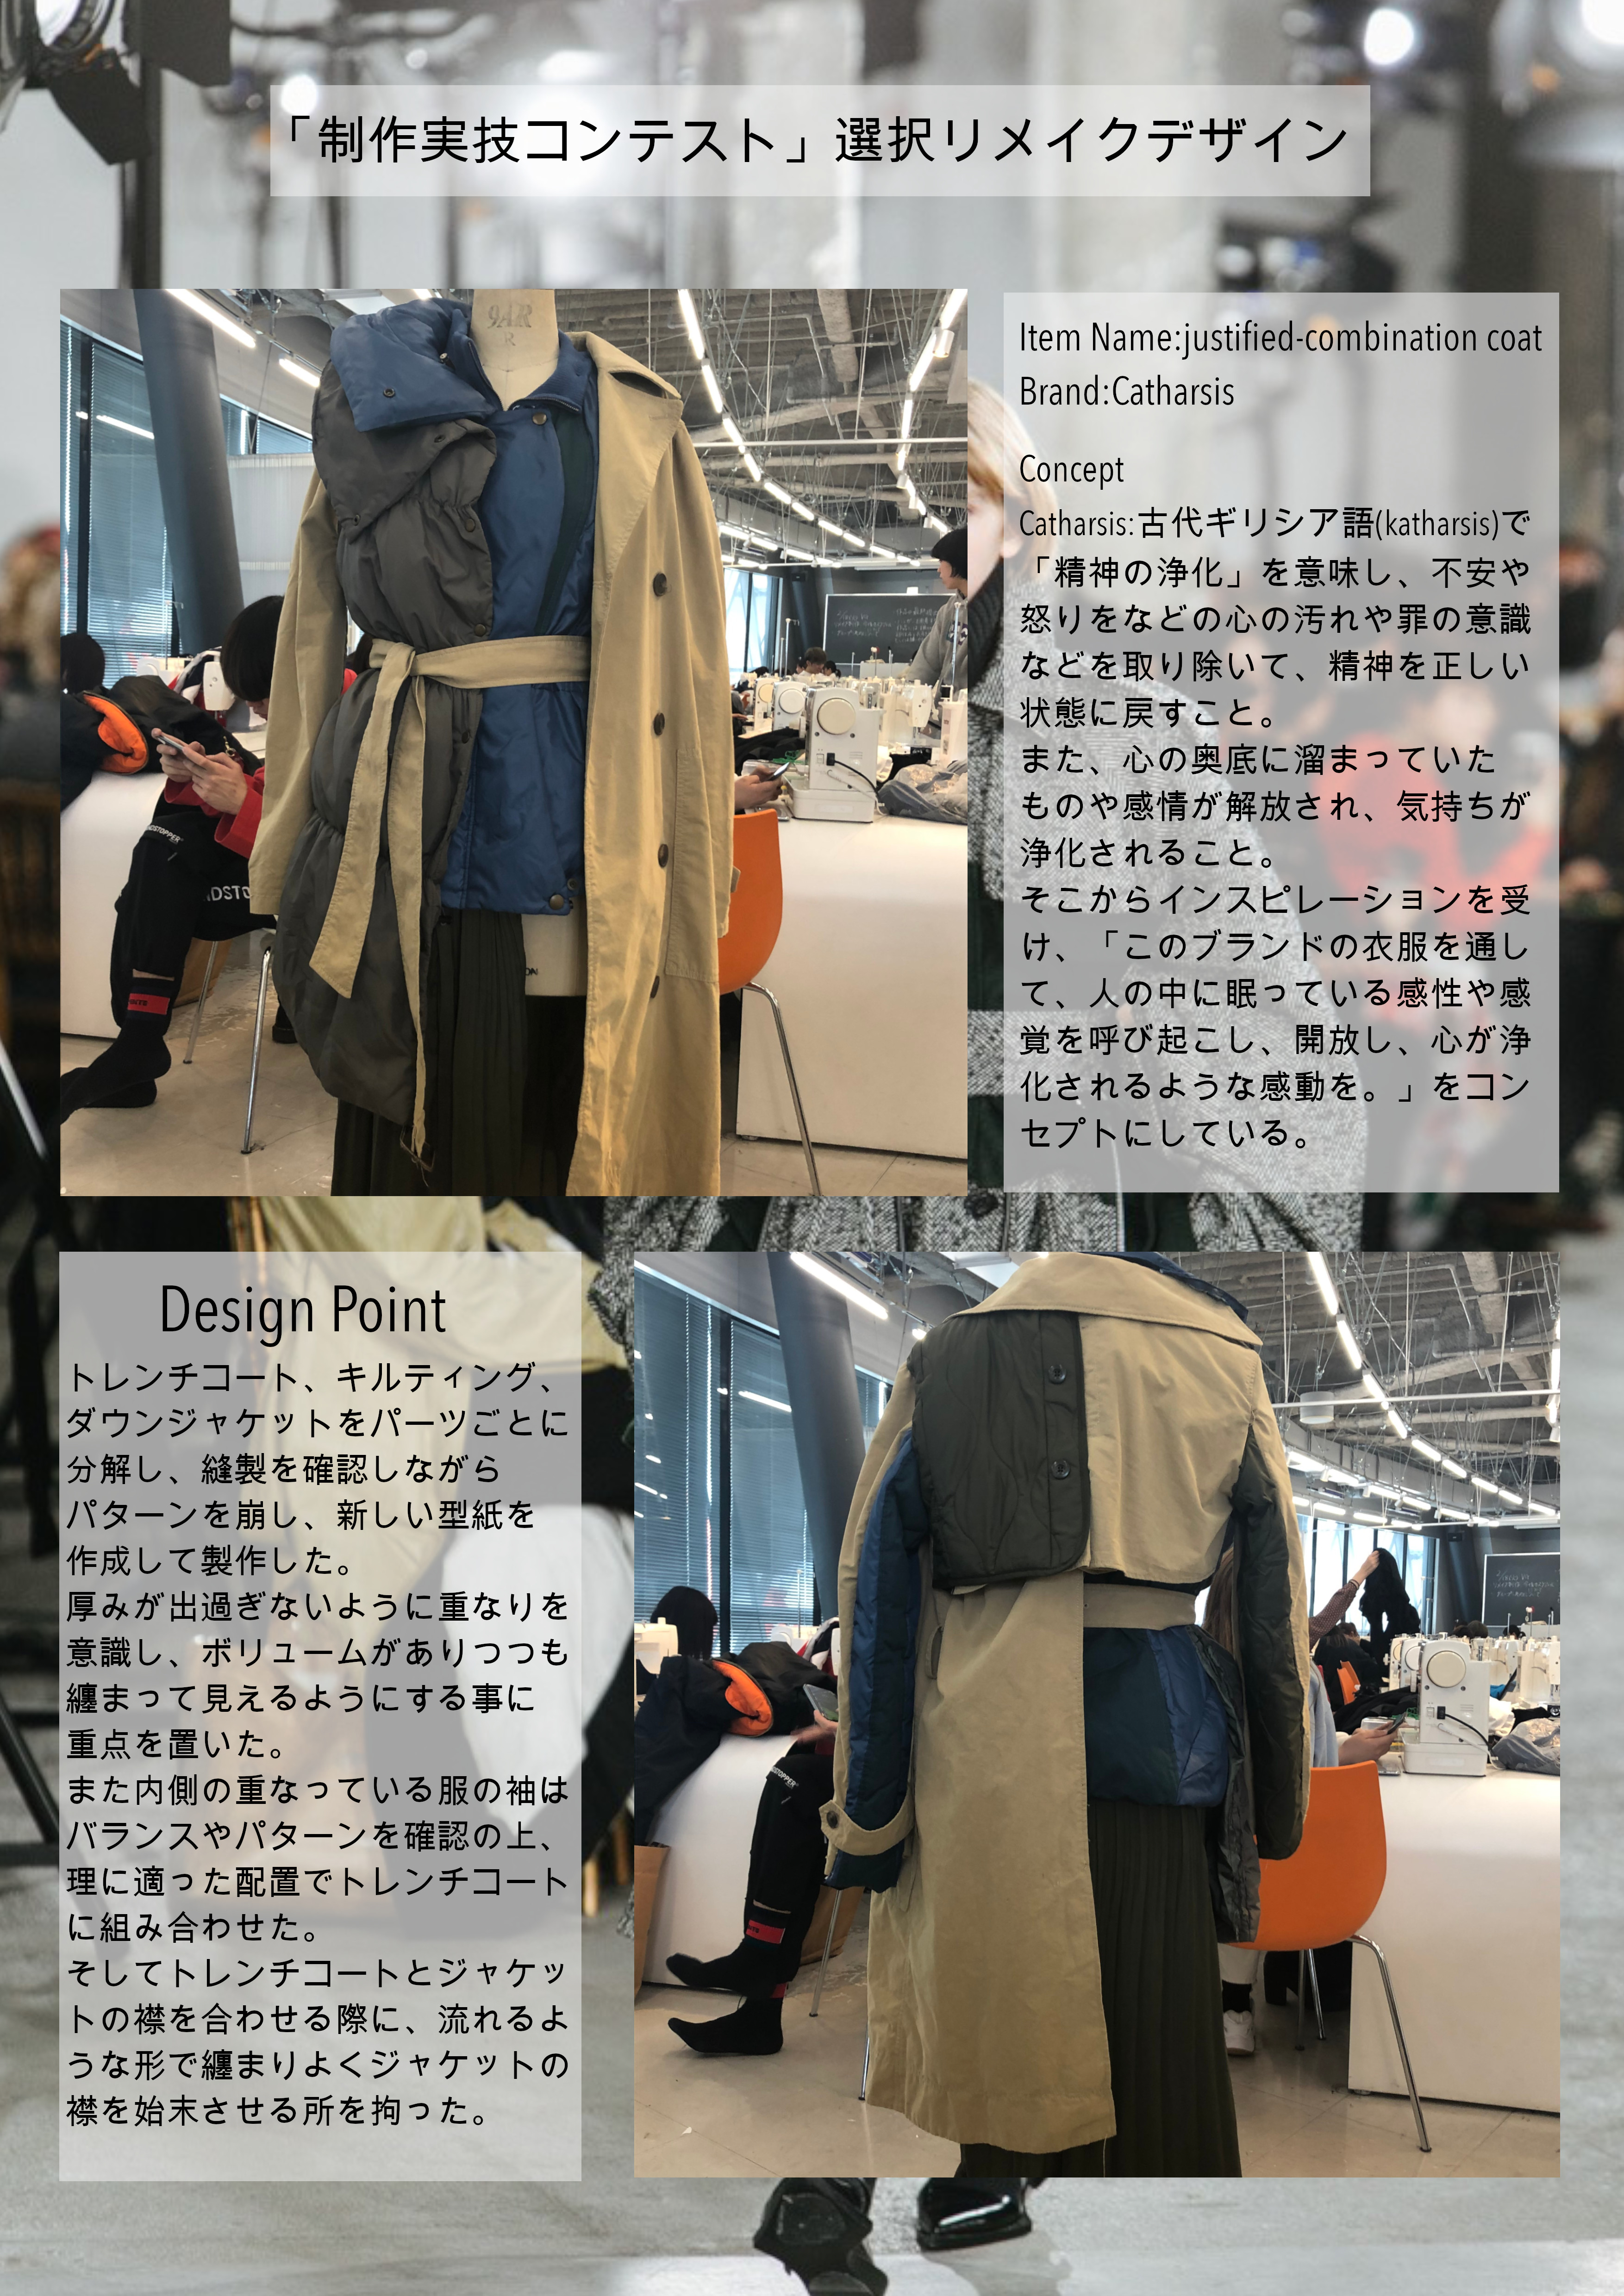 「制作実技コンテスト」選択リメイクデザイン
9AR
R
Item Name:justified-combination coat
Brand:Catharsis
Concept
Catharsis:古代ギリシア語(katharsis)で
「精神の浄化」を意味し、不安や
怒りをなどの心の汚れや罪の意識
などを取り除いて、精神を正しい
状態に戻すこと。
また、心の奥底に溜まっていた
ものや感情が解放され、気持ちが
浄化されること。
そこからインスピレーションを受
け、「このブランドの衣服を通し
て、人の中に眠っている感性や感
覚を呼び起こし、開放し、心が浄
化されるような感動を。」をコン
セプトにしている。
Design Point
トレンチコート、キルティング、
ダウンジャケットをパーツごとに
分解し、縫製を確認しながら
パターンを崩し、新しい型紙を
作成して製作した。
厚みが出過ぎないように重なりを
意識し、ボリュームがありつつも
纏まって見えるようにする事に
重点を置いた。
また内側の重なっている服の袖は
バランスやパターンを確認の上、
理に適った配置でトレンチコート
に組み合わせた。
そしてトレンチコートとジャケッ
トの襟を合わせる際に、流れるよ
うな形で纏まりよくジャケットの
襟を始末させる所を拘った。